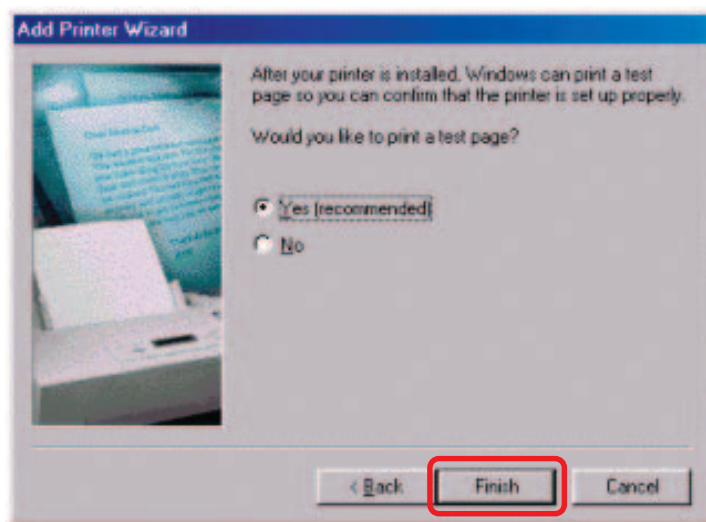 Add Printer Wizard
After your printer is installed, Windows can print a test
page so you can confirm that the printer is set up properly.
Would you like to print a test page?
Yes (recommended)
No
< Back
Finish
Cancel